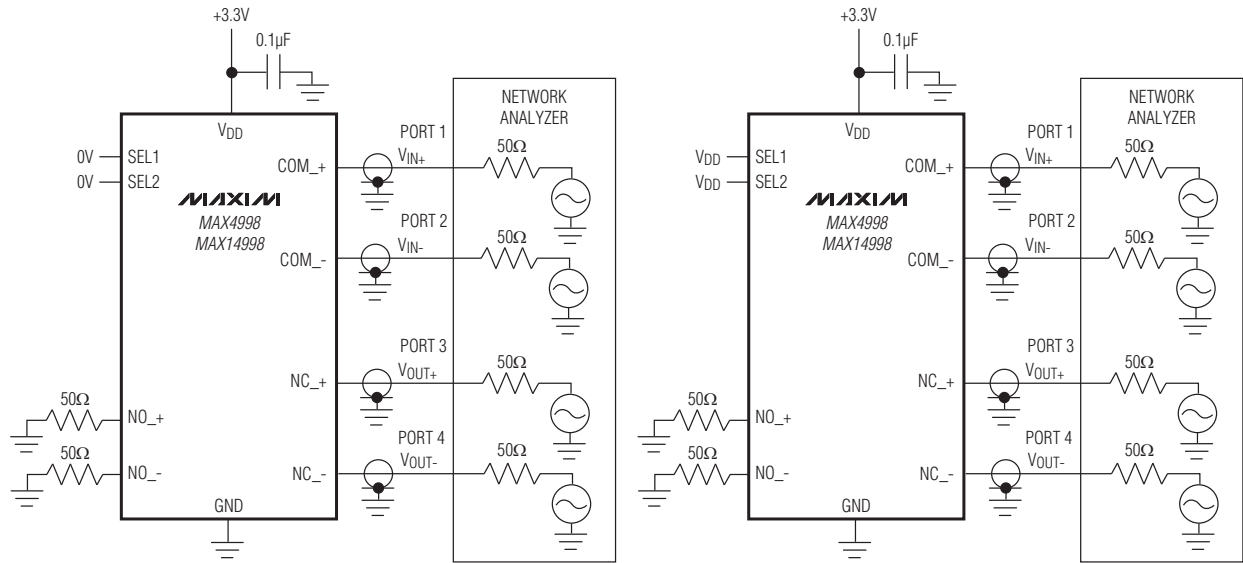 +3.3V
0.1µF
VDD
0V SEL1
0V SEL2
MAXIM
MAX4998
MAX14998
COM_+
COM_-
NC_+
NC_-
50Ω NO_+
50Ω NO_-
GND
NETWORK
ANALYZER
PORT 1
VIN+ 50Ω
PORT 2
VIN- 50Ω
PORT 3
VOUT+ 50Ω
PORT 4
VOUT- 50Ω
+3.3V
0.1µF
VDD
VDD SEL1
VDD SEL2
MAXIM
MAX4998
MAX14998
COM_+
COM_-
NC_+
NC_-
50Ω NO_+
50Ω NO_-
GND
NETWORK
ANALYZER
PORT 1
VIN+ 50Ω
PORT 2
VIN- 50Ω
PORT 3
VOUT+ 50Ω
PORT 4
VOUT- 50Ω